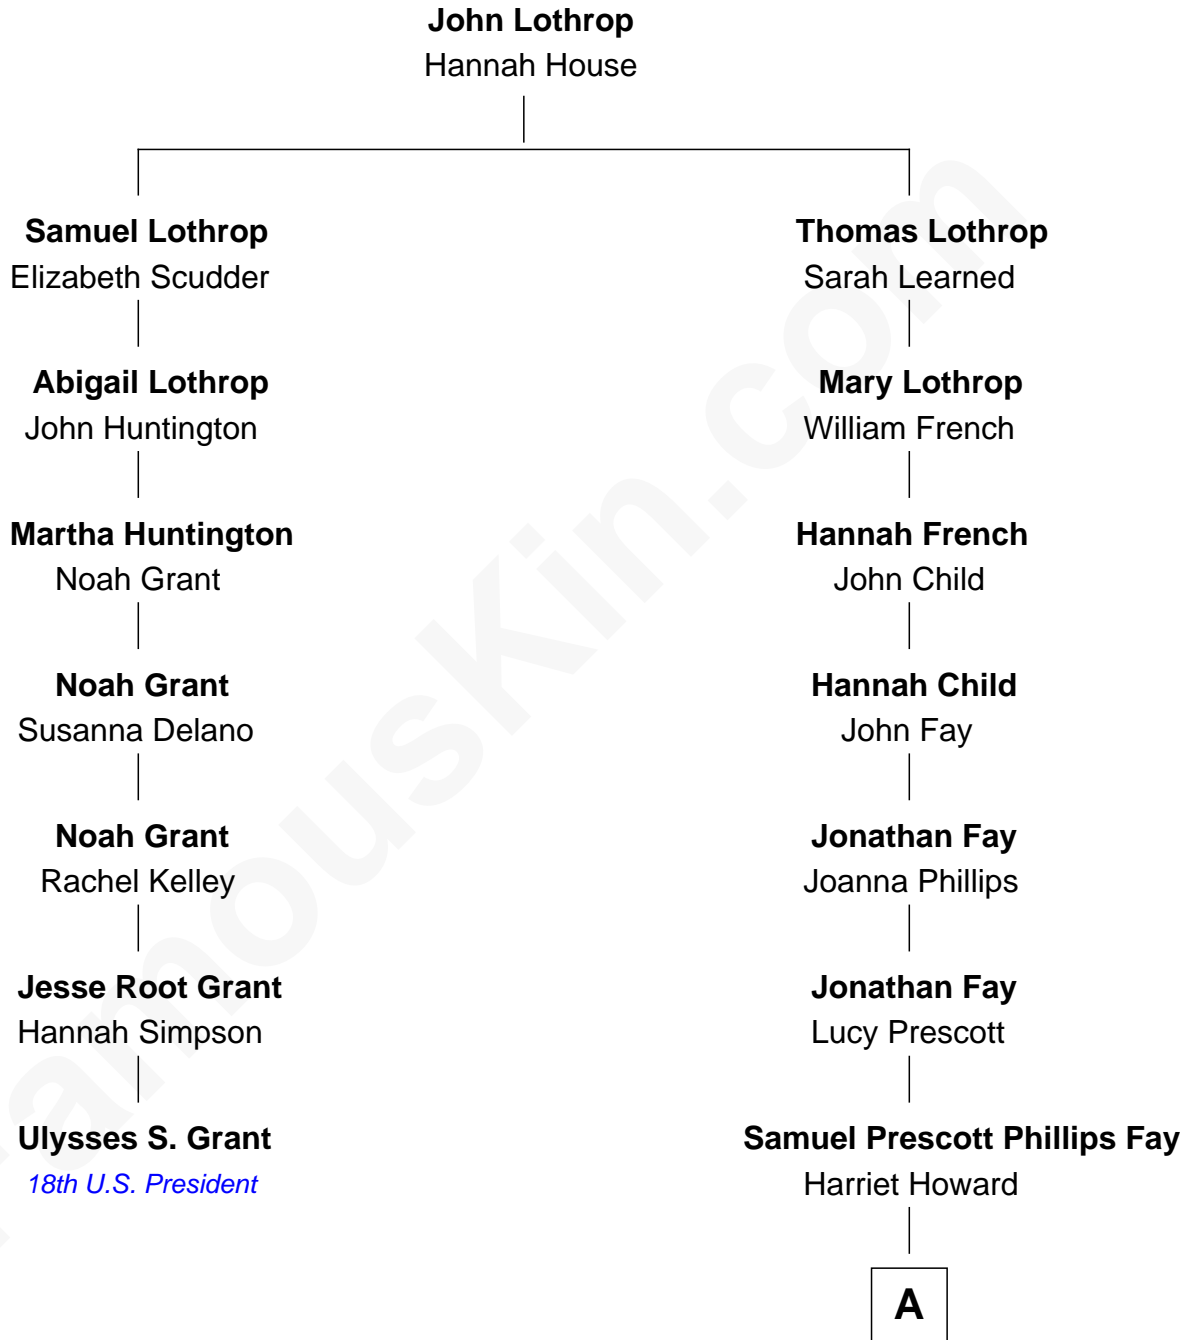 John Lothrop
Hannah House
Samuel Lothrop
Elizabeth Scudder
Thomas Lothrop
Sarah Learned
Abigail Lothrop
John Huntington
Mary Lothrop
William French
Martha Huntington
Noah Grant
Hannah French
John Child
Noah Grant
Susanna Delano
Hannah Child
John Fay
Noah Grant
Rachel Kelley
Jonathan Fay
Joanna Phillips
Jesse Root Grant
Hannah Simpson
Jonathan Fay
Lucy Prescott
Ulysses S. Grant
18th U.S. President
Samuel Prescott Phillips Fay
Harriet Howard
A
FamousKin.com